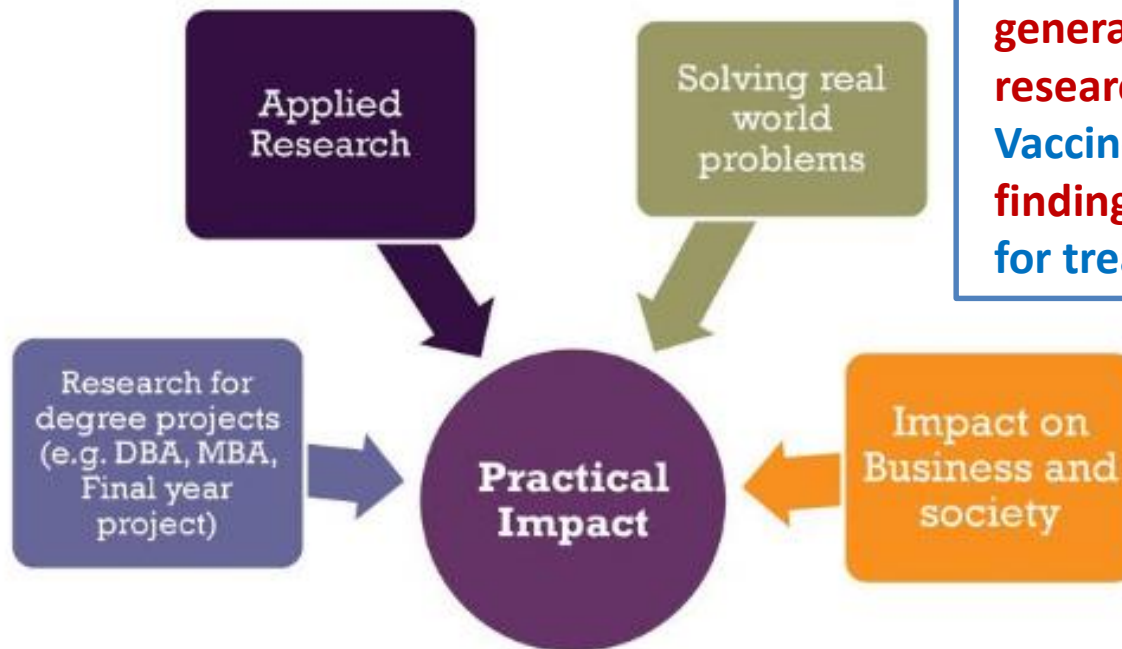 Applied
Research
Solving real
world
problems
Research for
degree projects
(e.g. DBA, MBA,
Final year
project)
Practical
Impact
Impact on
Business and
society
for